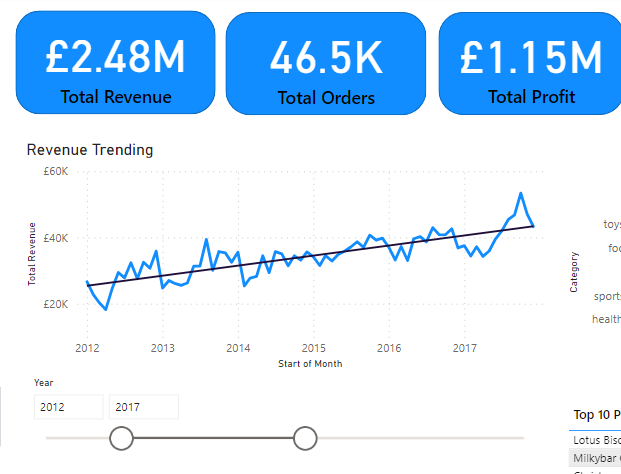 £2.48M
Total Revenue
46.5K
Total Orders
£1.15M
Total Profit
Revenue Trending
£60K
£40K
£20K
Total Revenue
2012 2013 2014 2015 2016 2017
Start of Month
Category
sports
health
Year
2012 2017
Top 10 P
Lotus Bisc
Milkybar